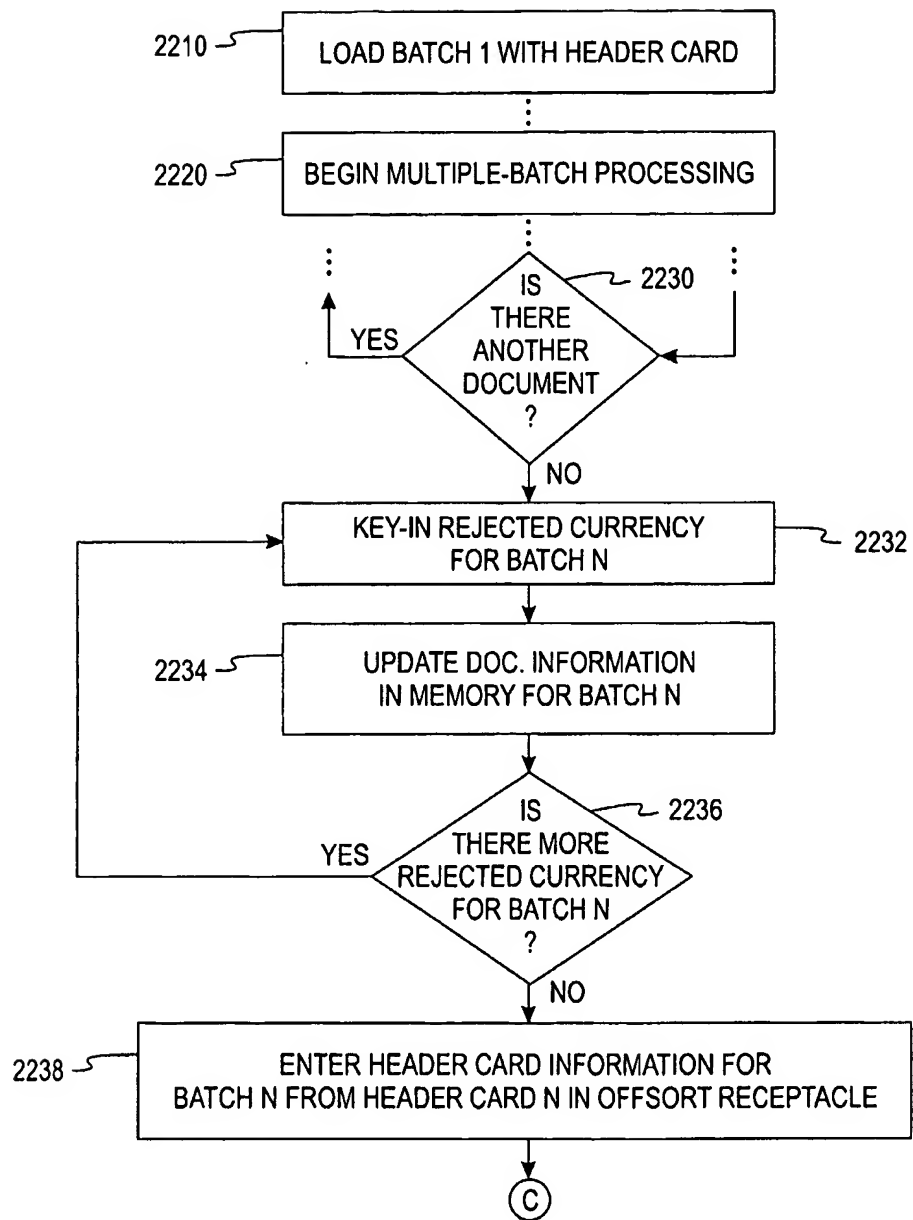 2210
LOAD BATCH 1 WITH HEADER CARD
2220
BEGIN MULTIPLE-BATCH PROCESSING
2230
IS
THERE
ANOTHER
DOCUMENT
?
YES
NO
KEY-IN REJECTED CURRENCY
FOR BATCH N
2232
2234
UPDATE DOC. INFORMATION
IN MEMORY FOR BATCH N
2236
IS
THERE MORE
REJECTED CURRENCY
FOR BATCH N
?
YES
NO
2238
ENTER HEADER CARD INFORMATION FOR
BATCH N FROM HEADER CARD N IN OFFSORT RECEPTACLE
C